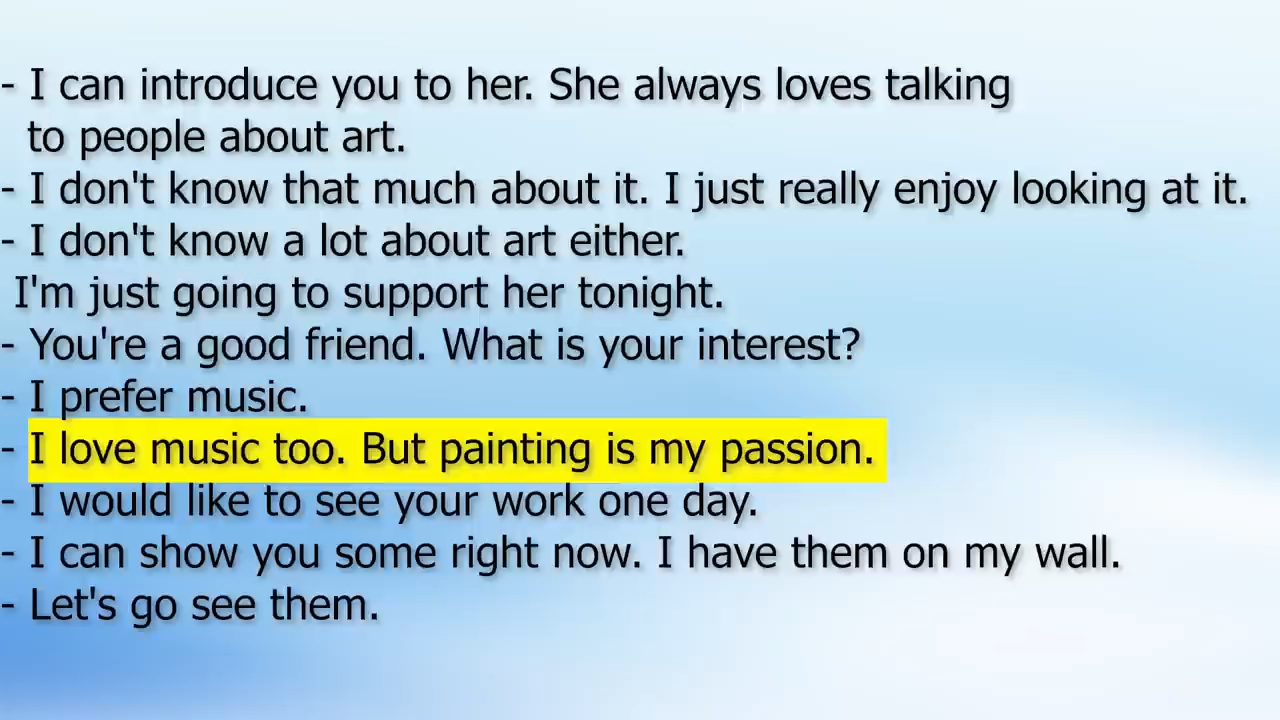 - I can introduce you to her. She always loves talking
to people about art.
- I don't know that much about it. I just really enjoy looking at it.
- I don't know a lot about art either.
I'm just going to support her tonight.
- You're a good friend. What is your interest?
- I prefer music.
- I love music too. But painting is my passion.
- I would like to see your work one day.
- I can show you some right now. I have them on my wall.
- Let's go see them.